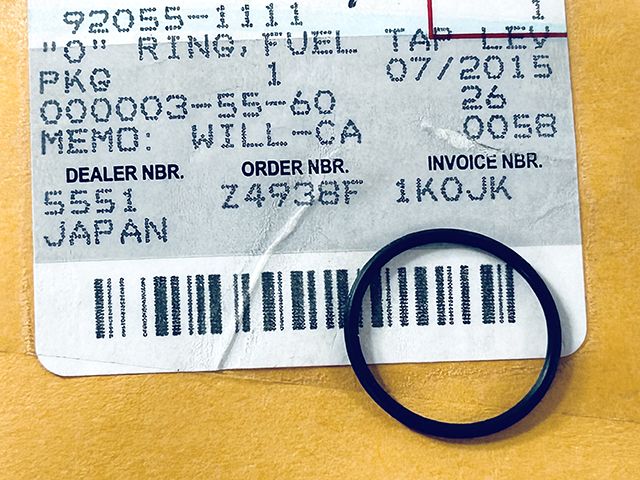 92055-1111 1
"O" RING,FUEL TAP LEV
PKG 1 07/2015
000003-55-60 26
MEMO: WILL-CA 0058
DEALER NBR. ORDER NBR. INVOICE NBR.
5551 Z4938F 1KOJK
JAPAN